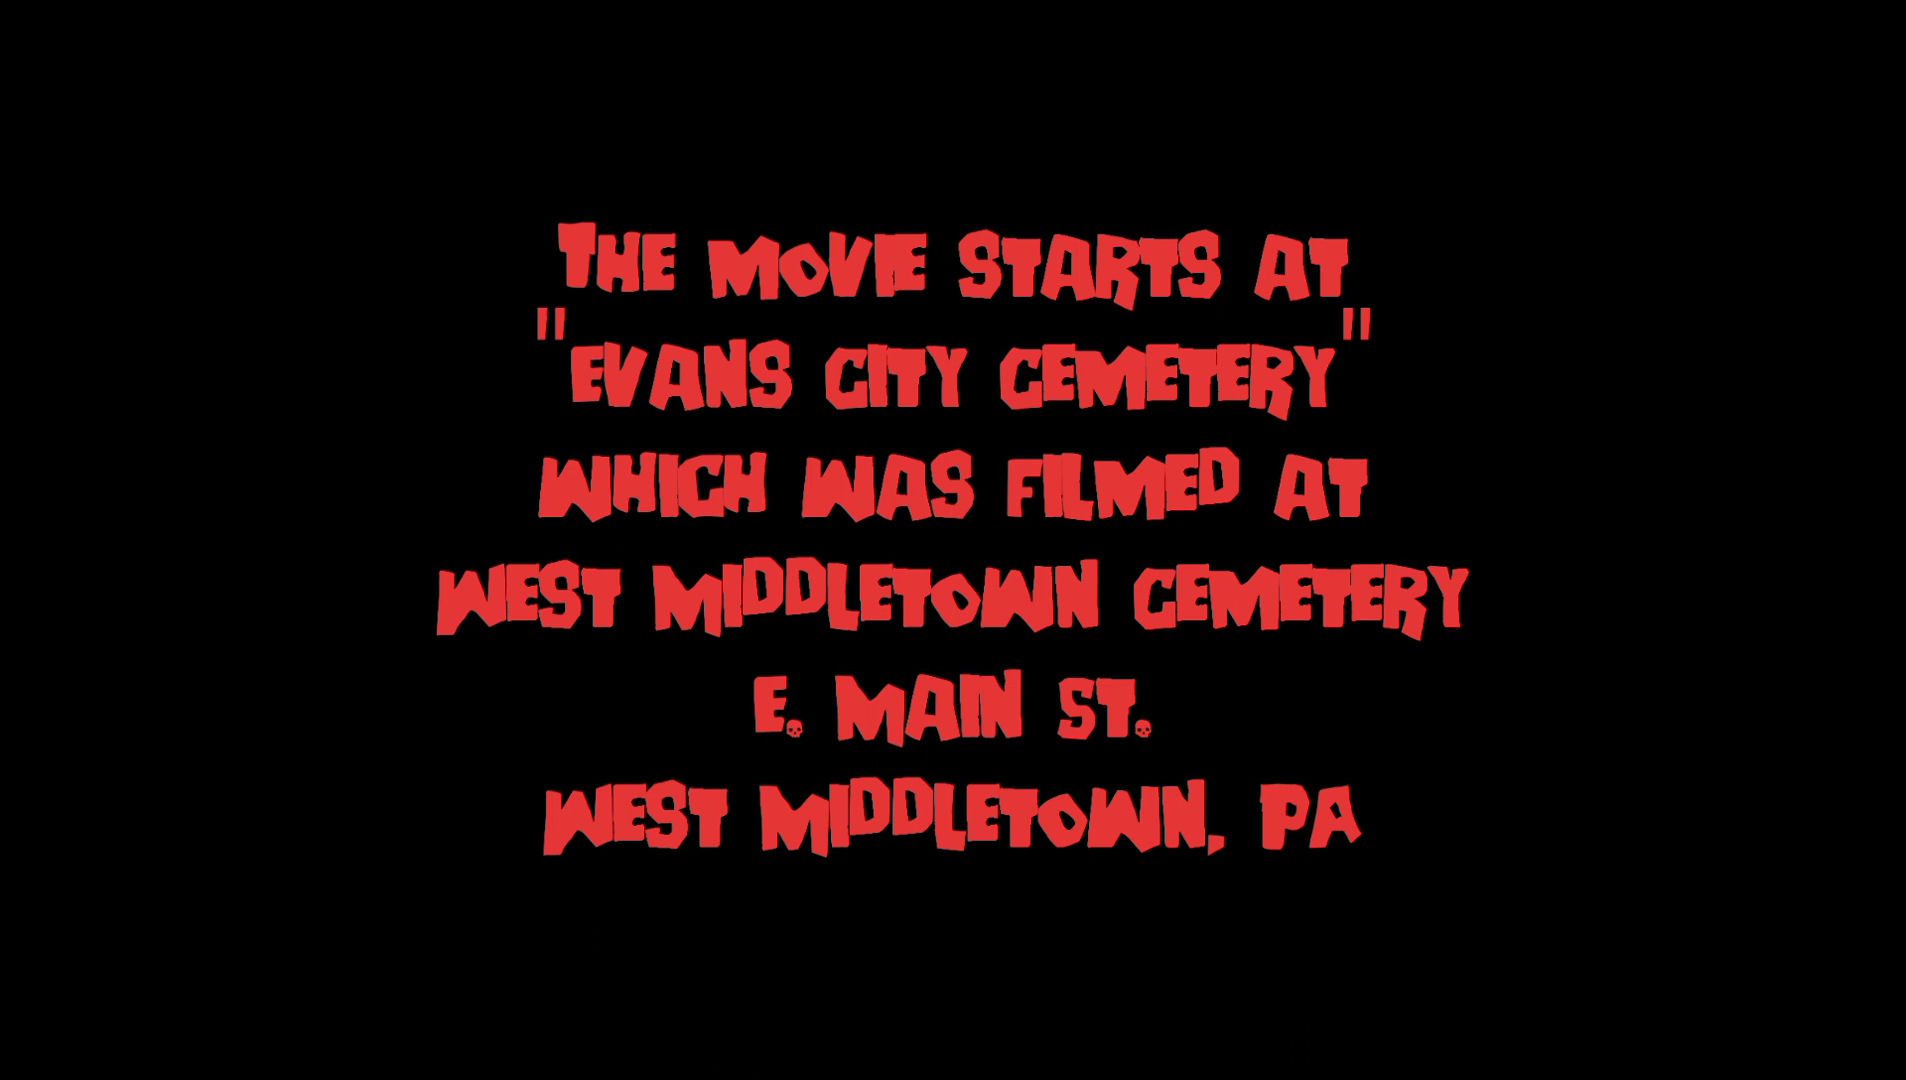 The movie starts at
"Evans City Cemetery"
which was filmed at
West Middletown Cemetery
E. Main St.
West Middletown, PA